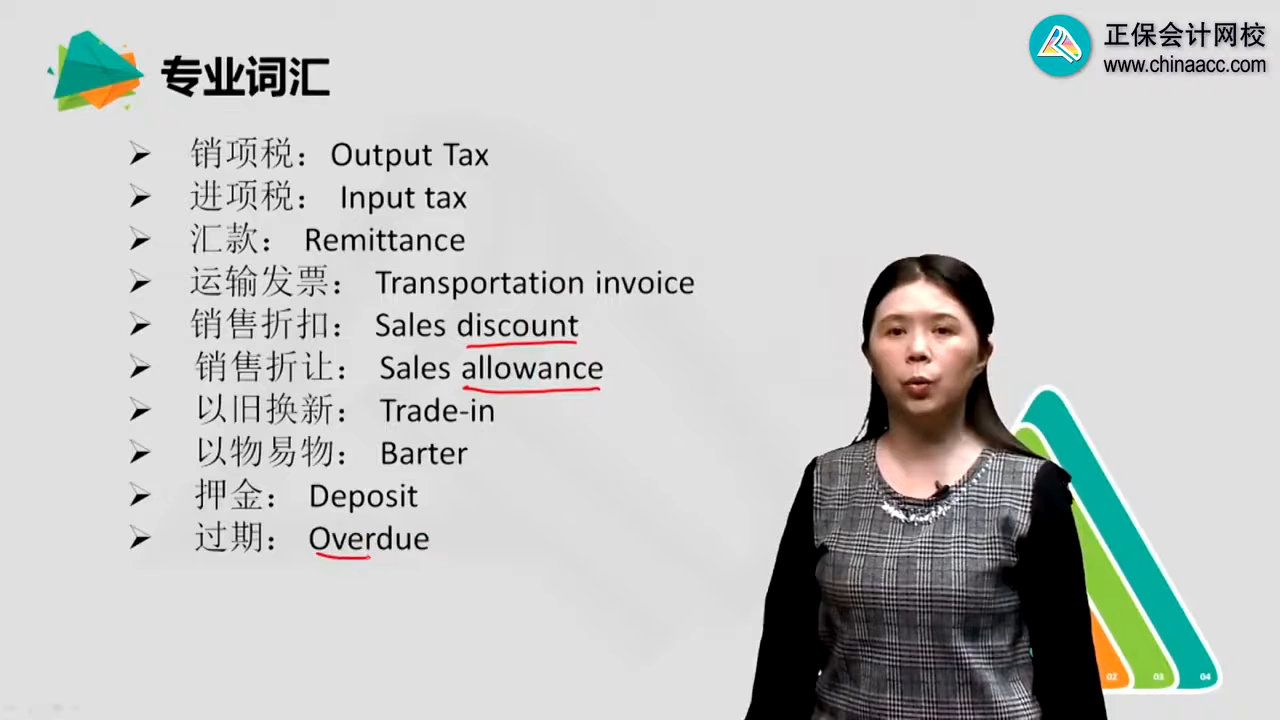 正保会计网校
www.chinaacc.com
专业词汇
销项税： Output Tax
进项税： Input tax
汇款： Remittance
运输发票： Transportation invoice
销售折扣： Sales discount
销售折让： Sales allowance
以旧换新： Trade-in
以物易物： Barter
押金： Deposit
过期： Overdue
02 03 04